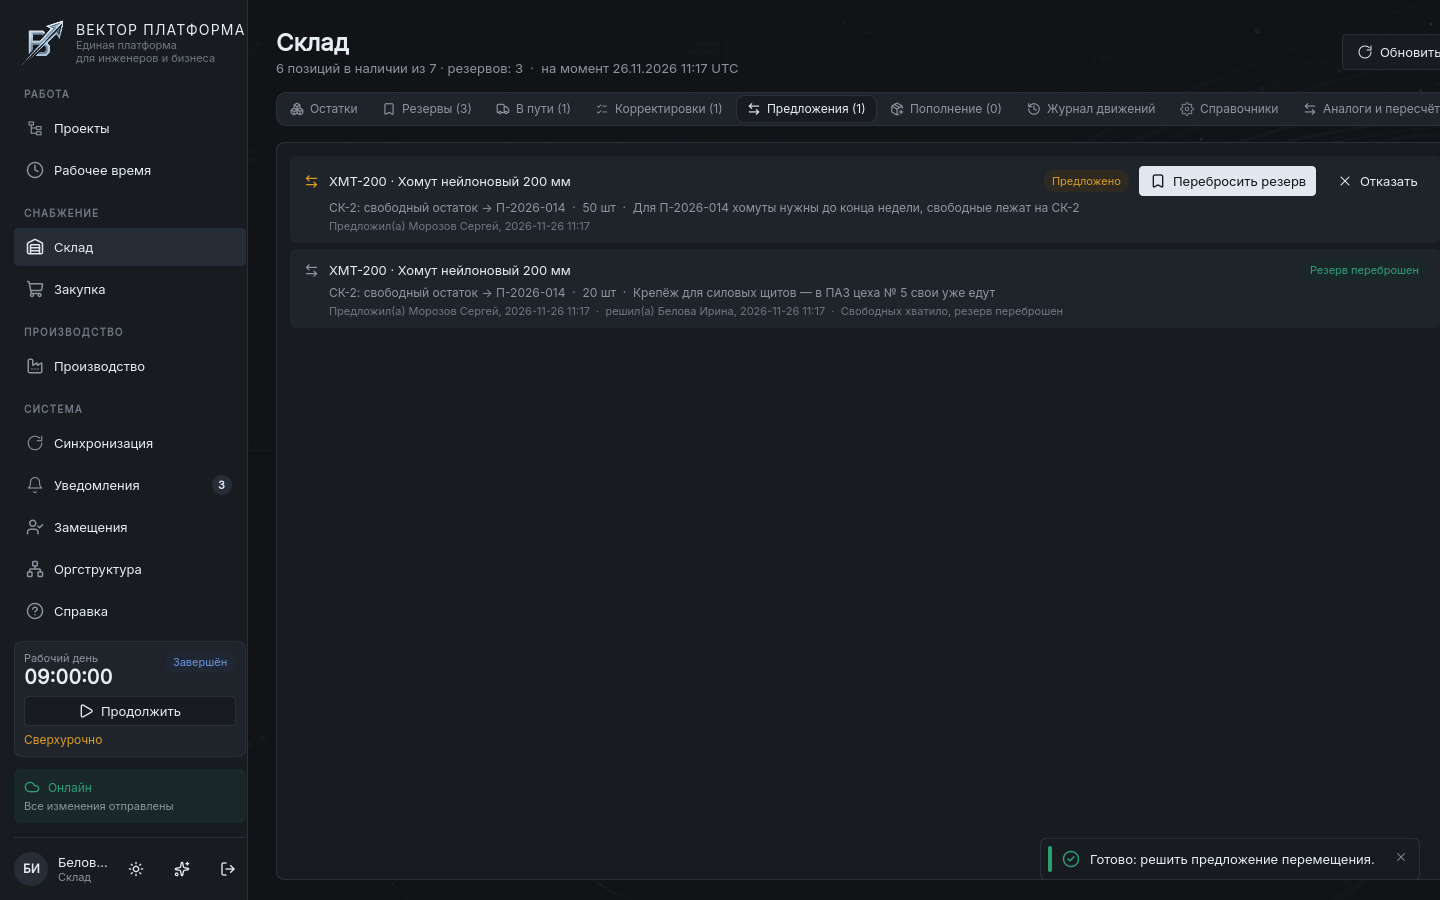 ВЕКТОР ПЛАТФОРМА
Единая платформа
для инженеров и бизнеса
РАБОТА
Проекты
Рабочее время
СНАБЖЕНИЕ
Склад
Закупка
ПРОИЗВОДСТВО
Производство
СИСТЕМА
Синхронизация
Уведомления 3
Замещения
Оргструктура
Справка
Рабочий день
Завершён
09:00:00
Продолжить
Сверхурочно
Онлайн
Все изменения отправлены
БИ
Белов...
Склад
Склад
6 позиций в наличии из 7 · резервов: 3 · на момент 26.11.2026 11:17 UTC
Обновить
Остатки Резервы (3) В пути (1) Корректировки (1) Предложения (1) Пополнение (0) Журнал движений Справочники Аналоги и пересчёт
ХМТ-200 · Хомут нейлоновый 200 мм Предложено Перебросить резерв Отказать
СК-2: свободный остаток → П-2026-014 · 50 шт · Для П-2026-014 хомуты нужны до конца недели, свободные лежат на СК-2
Предложил(а) Морозов Сергей, 2026-11-26 11:17
ХМТ-200 · Хомут нейлоновый 200 мм Резерв переброшен
СК-2: свободный остаток → П-2026-014 · 20 шт · Крепёж для силовых щитов — в ПАЗ цеха № 5 свои уже едут
Предложил(а) Морозов Сергей, 2026-11-26 11:17 · решил(а) Белова Ирина, 2026-11-26 11:17 · Свободных хватило, резерв переброшен
Готово: решить предложение перемещения.